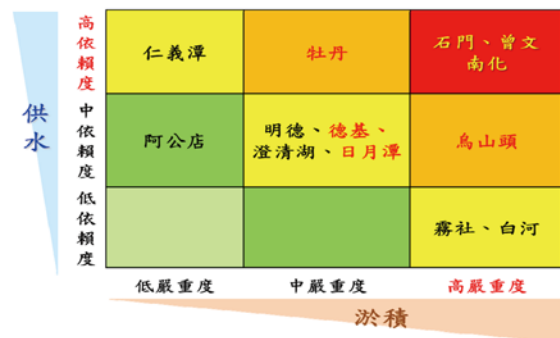 供水
高依賴度
中依賴度
低依賴度
仁義潭
牡丹
石門、曾文
南化
阿公店
明德、德基、
澄清湖、日月潭
烏山頭
霧社、白河
低嚴重度
中嚴重度
高嚴重度
淤積